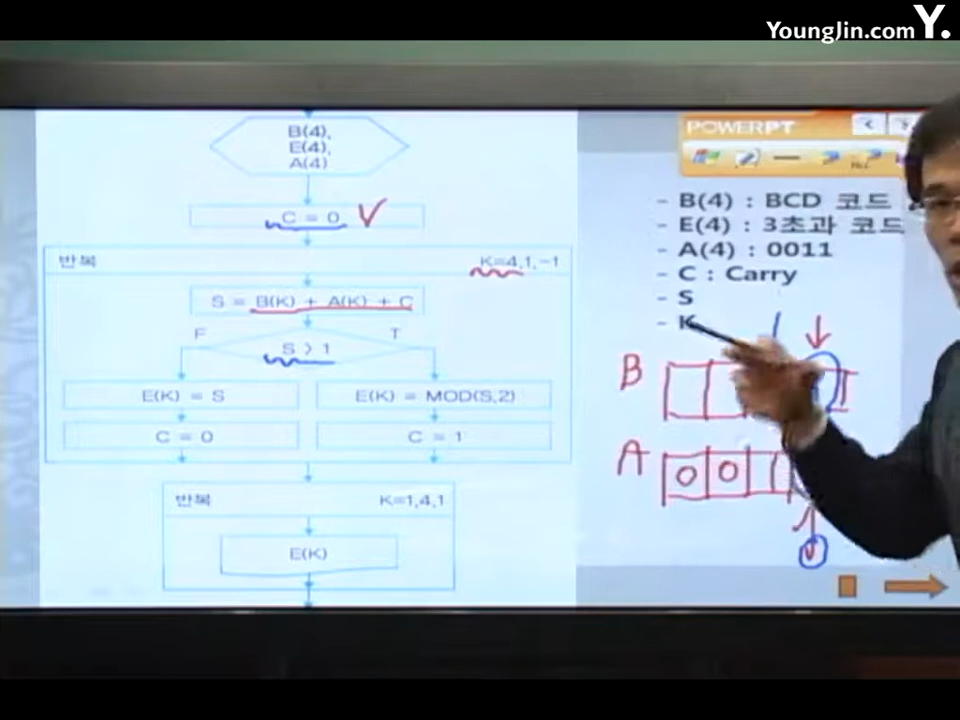 YoungJin.com Y.
B(4),
E(4),
A(4)
C = 0
반복 K=4,1,-1
S = B(K) + A(K) + C
F T
S > 1
E(K) = S E(K) = MOD(S,2)
C = 0 C = 1
반복 K=1,4,1
E(K)
POWERPT
- B(4) : BCD 코드
- E(4) : 3초과 코드
- A(4) : 0011
- C : Carry
- S
- K
B
A 0 0 1